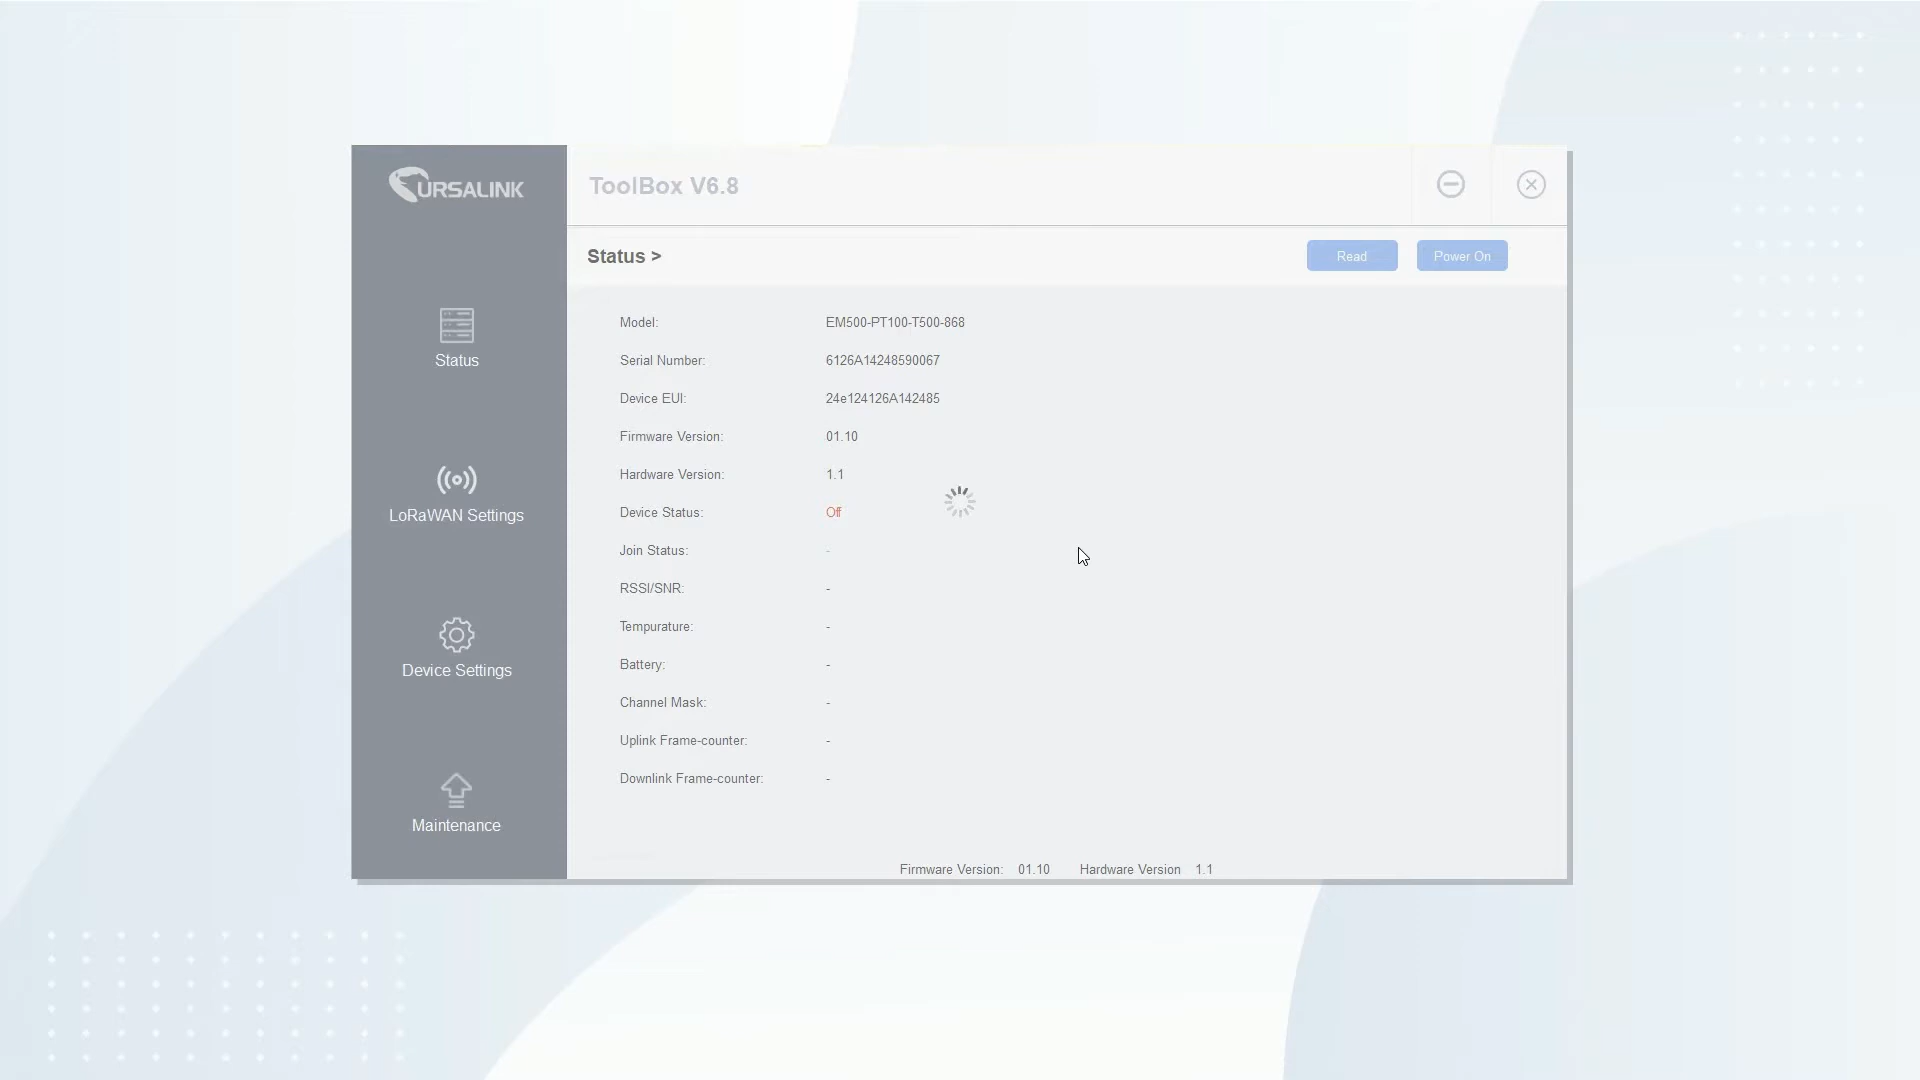 URSALINK
ToolBox V6.8
Status >
Read
Power On
Status
LoRaWAN Settings
Device Settings
Maintenance
Model: EM500-PT100-T500-868
Serial Number: 6126A14248590067
Device EUI: 24e124126A142485
Firmware Version: 01.10
Hardware Version: 1.1
Device Status: Off
Join Status: -
RSSI/SNR: -
Tempurature: -
Battery: -
Channel Mask: -
Uplink Frame-counter: -
Downlink Frame-counter: -
Firmware Version: 01.10 Hardware Version 1.1